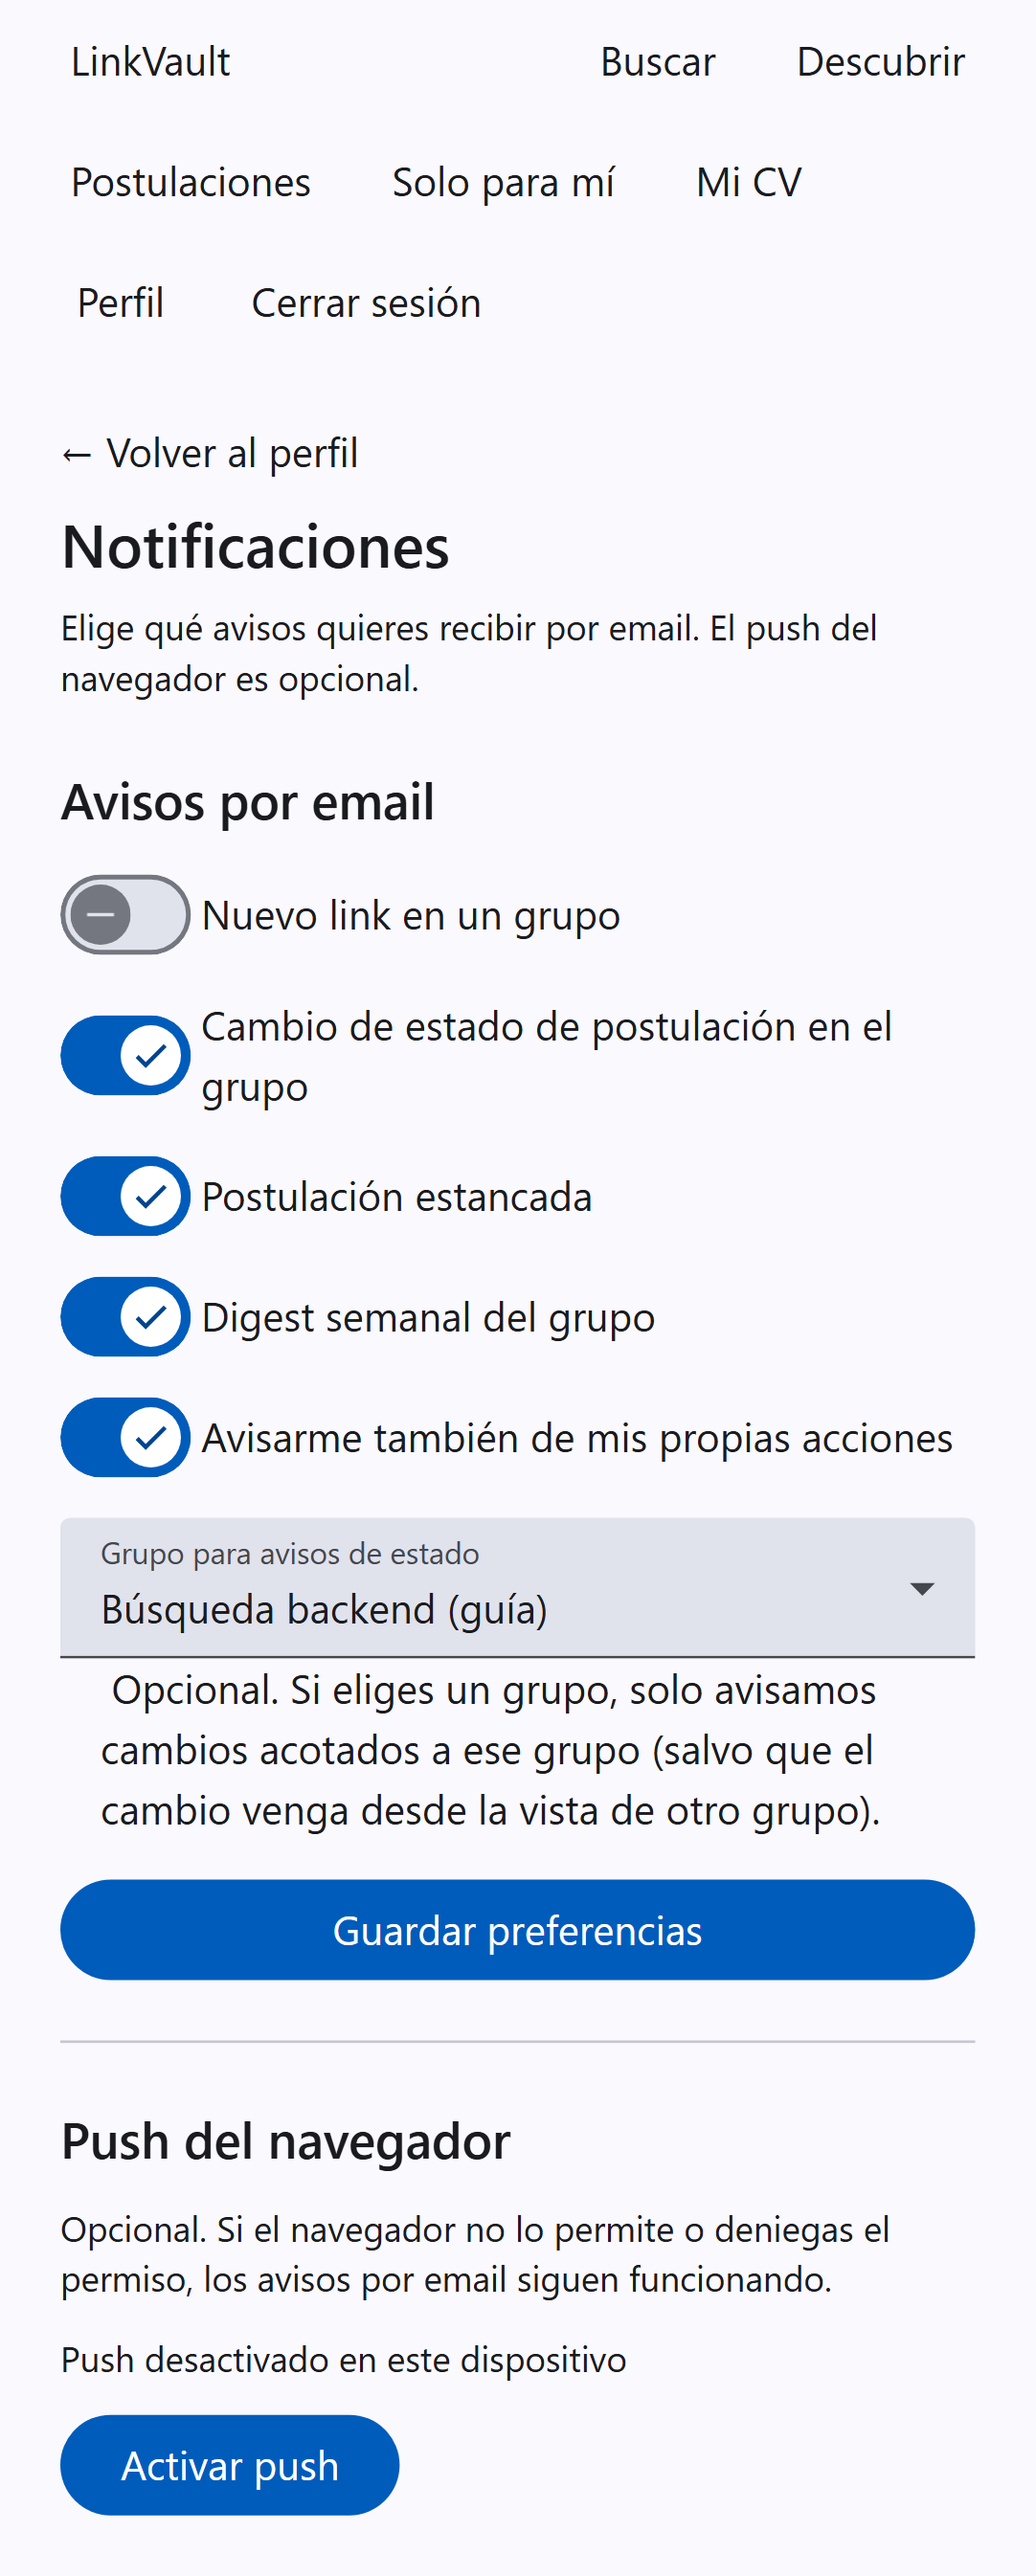 LinkVault Buscar Descubrir
Postulaciones Solo para mí Mi CV
Perfil Cerrar sesión
← Volver al perfil
Notificaciones
Elige qué avisos quieres recibir por email. El push del
navegador es opcional.
Avisos por email
Nuevo link en un grupo
Cambio de estado de postulación en el
grupo
Postulación estancada
Digest semanal del grupo
Avisarme también de mis propias acciones
Grupo para avisos de estado
Búsqueda backend (guía)
Opcional. Si eliges un grupo, solo avisamos
cambios acotados a ese grupo (salvo que el
cambio venga desde la vista de otro grupo).
Guardar preferencias
Push del navegador
Opcional. Si el navegador no lo permite o deniegas el
permiso, los avisos por email siguen funcionando.
Push desactivado en este dispositivo
Activar push